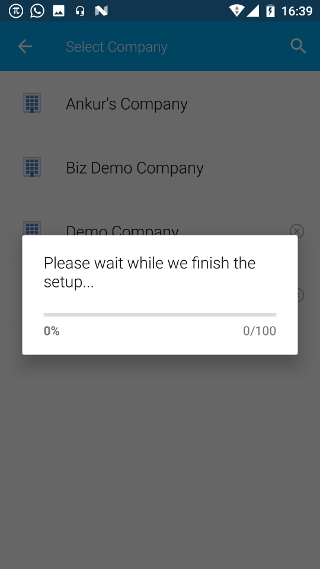 16:39
Select Company
Ankur's Company
Biz Demo Company
Demo Company
Please wait while we finish the
setup...
0%
0/100